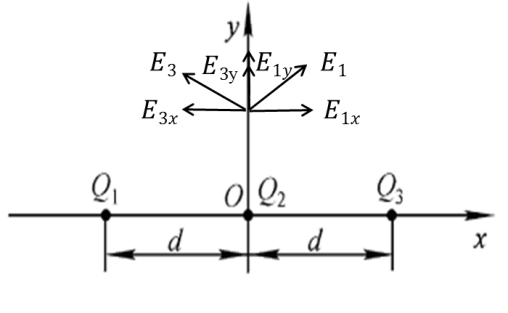 y
E₃ E₃y E₁y E₁
E₃ₓ E₁ₓ
Q₁ O Q₂ Q₃
d d x